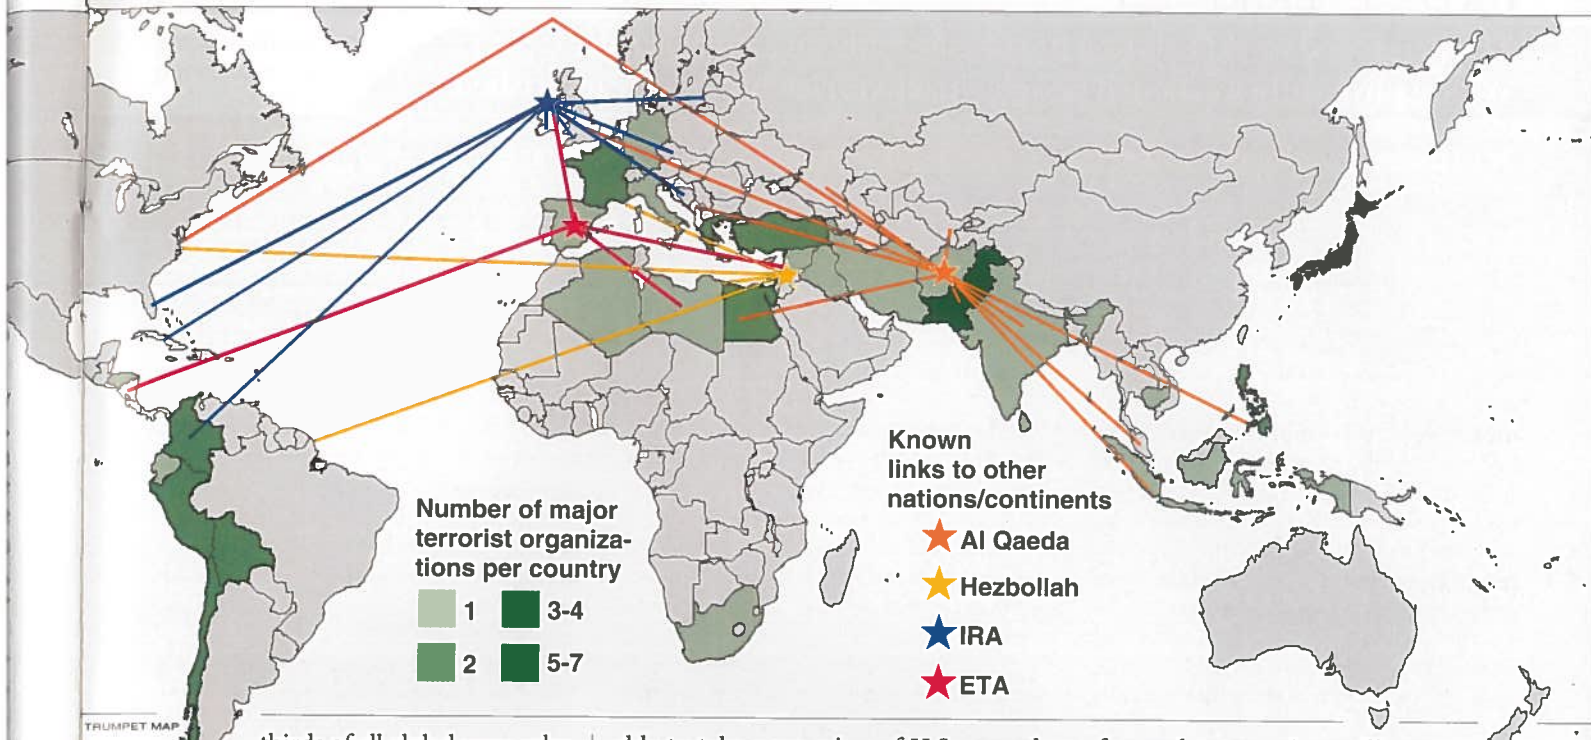 Known
links to other
nations/continents
Al Qaeda
Hezbollah
IRA
ETA
Number of major
terrorist organiza-
tions per country
1
3-4
2
5-7
TRUMPET MAP